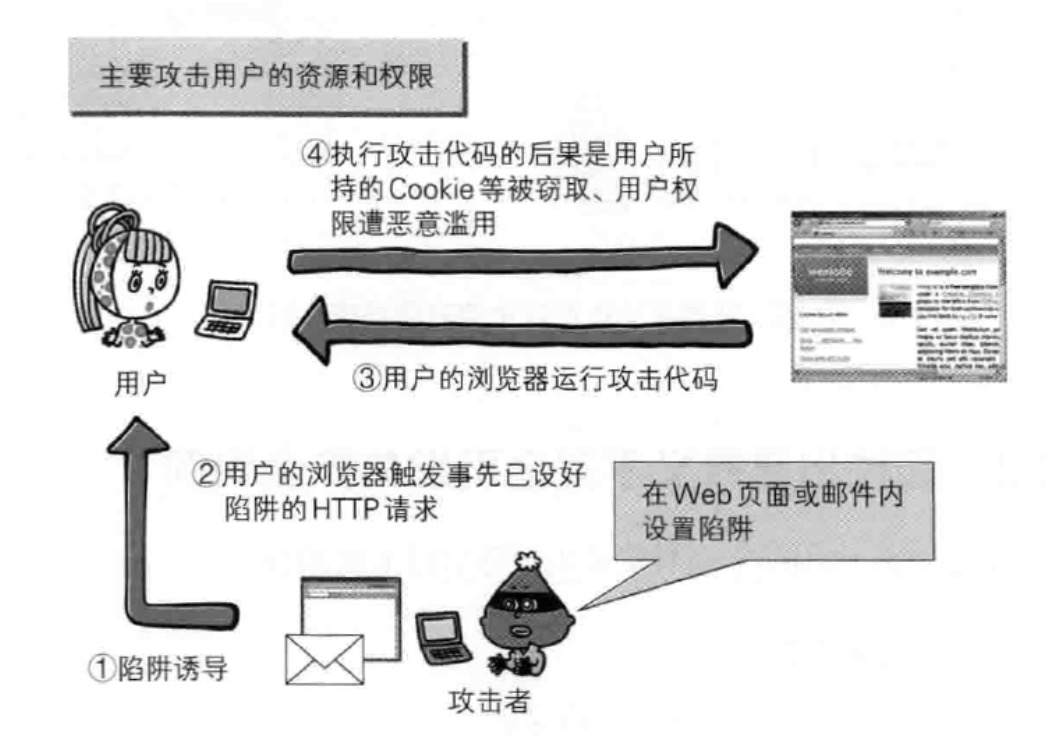 主要攻击用户的资源和权限
④执行攻击代码的后果是用户所
持的Cookie等被窃取、用户权
限遭恶意滥用
Welcome to example.com
用户
③用户的浏览器运行攻击代码
②用户的浏览器触发事先已设好
陷阱的HTTP请求
在Web页面或邮件内
设置陷阱
①陷阱诱导
攻击者